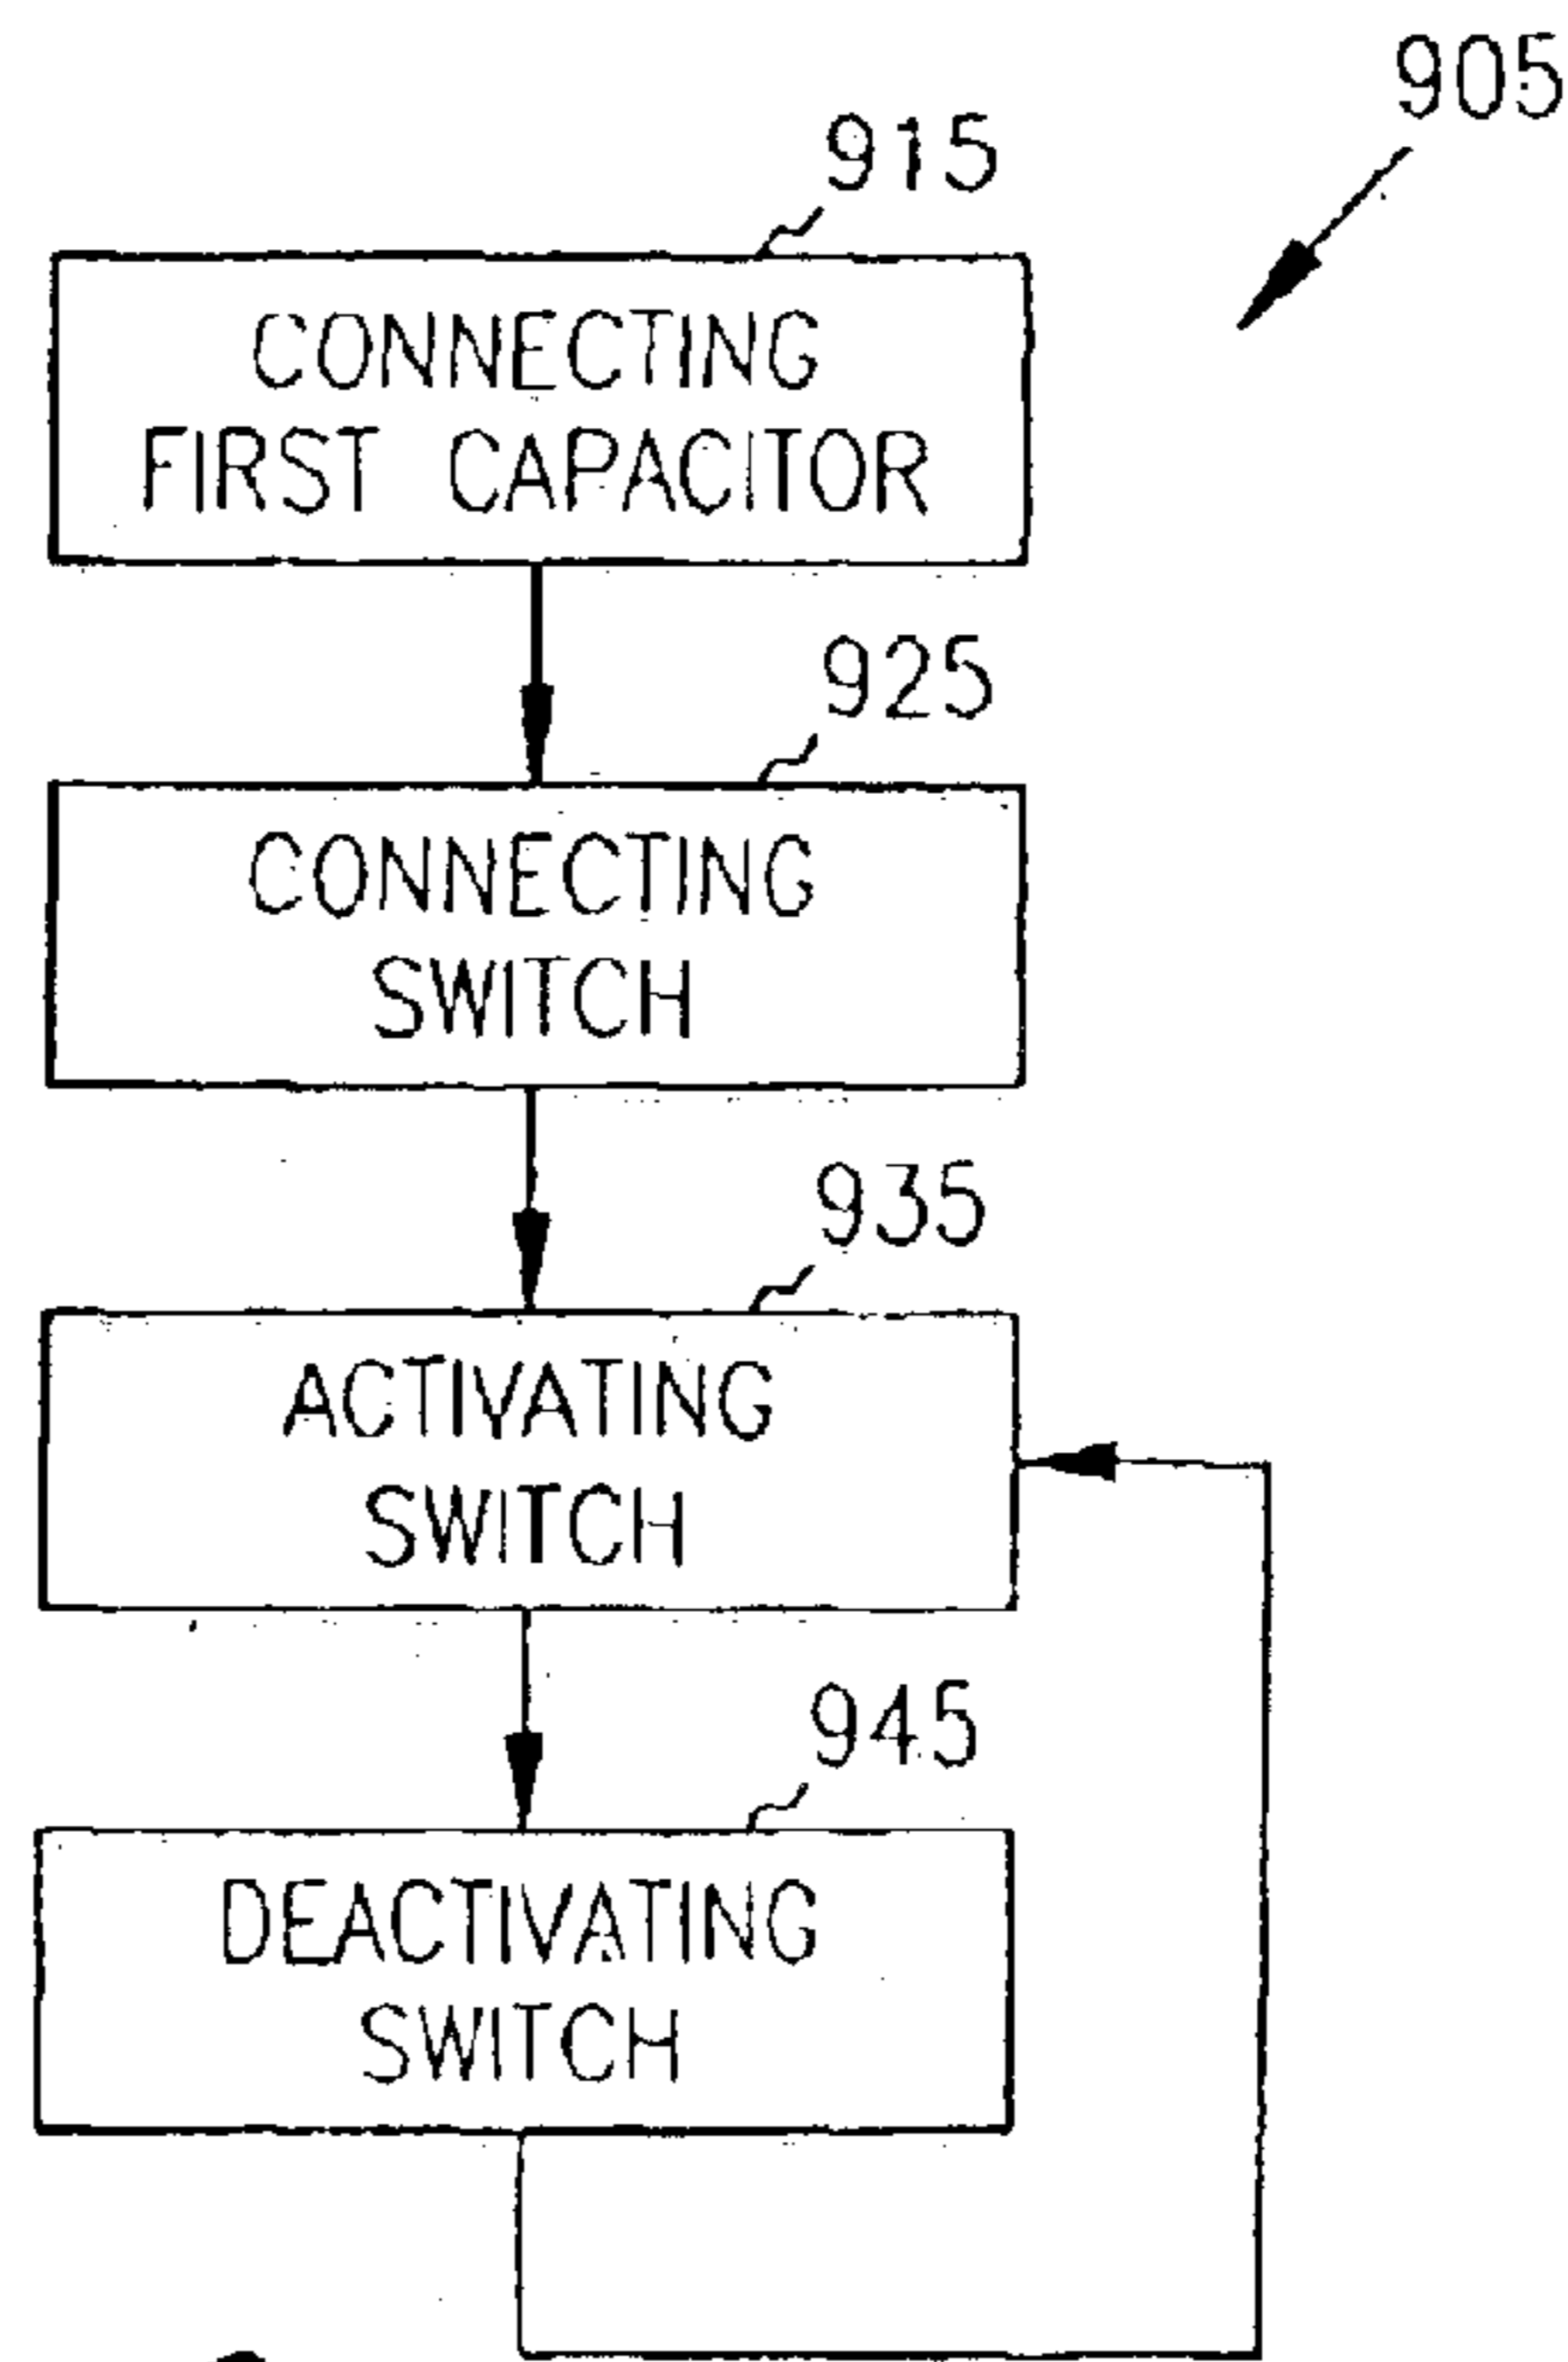 905
915
CONNECTING
FIRST CAPACITOR
925
CONNECTING
SWITCH
935
ACTIVATING
SWITCH
945
DEACTIVATING
SWITCH